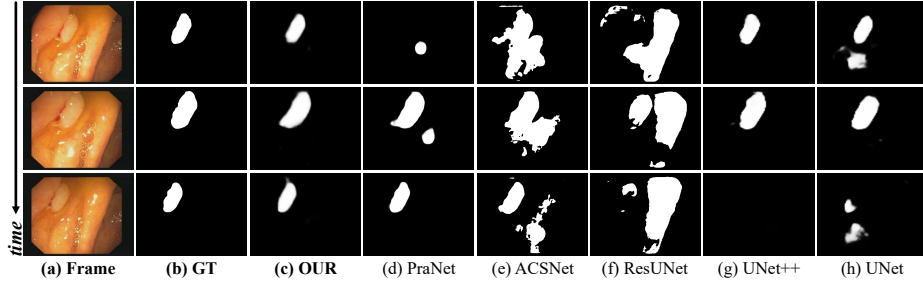 time
(a) Frame (b) GT (c) OUR (d) PraNet (e) ACSNet (f) ResUNet (g) UNet++ (h) UNet